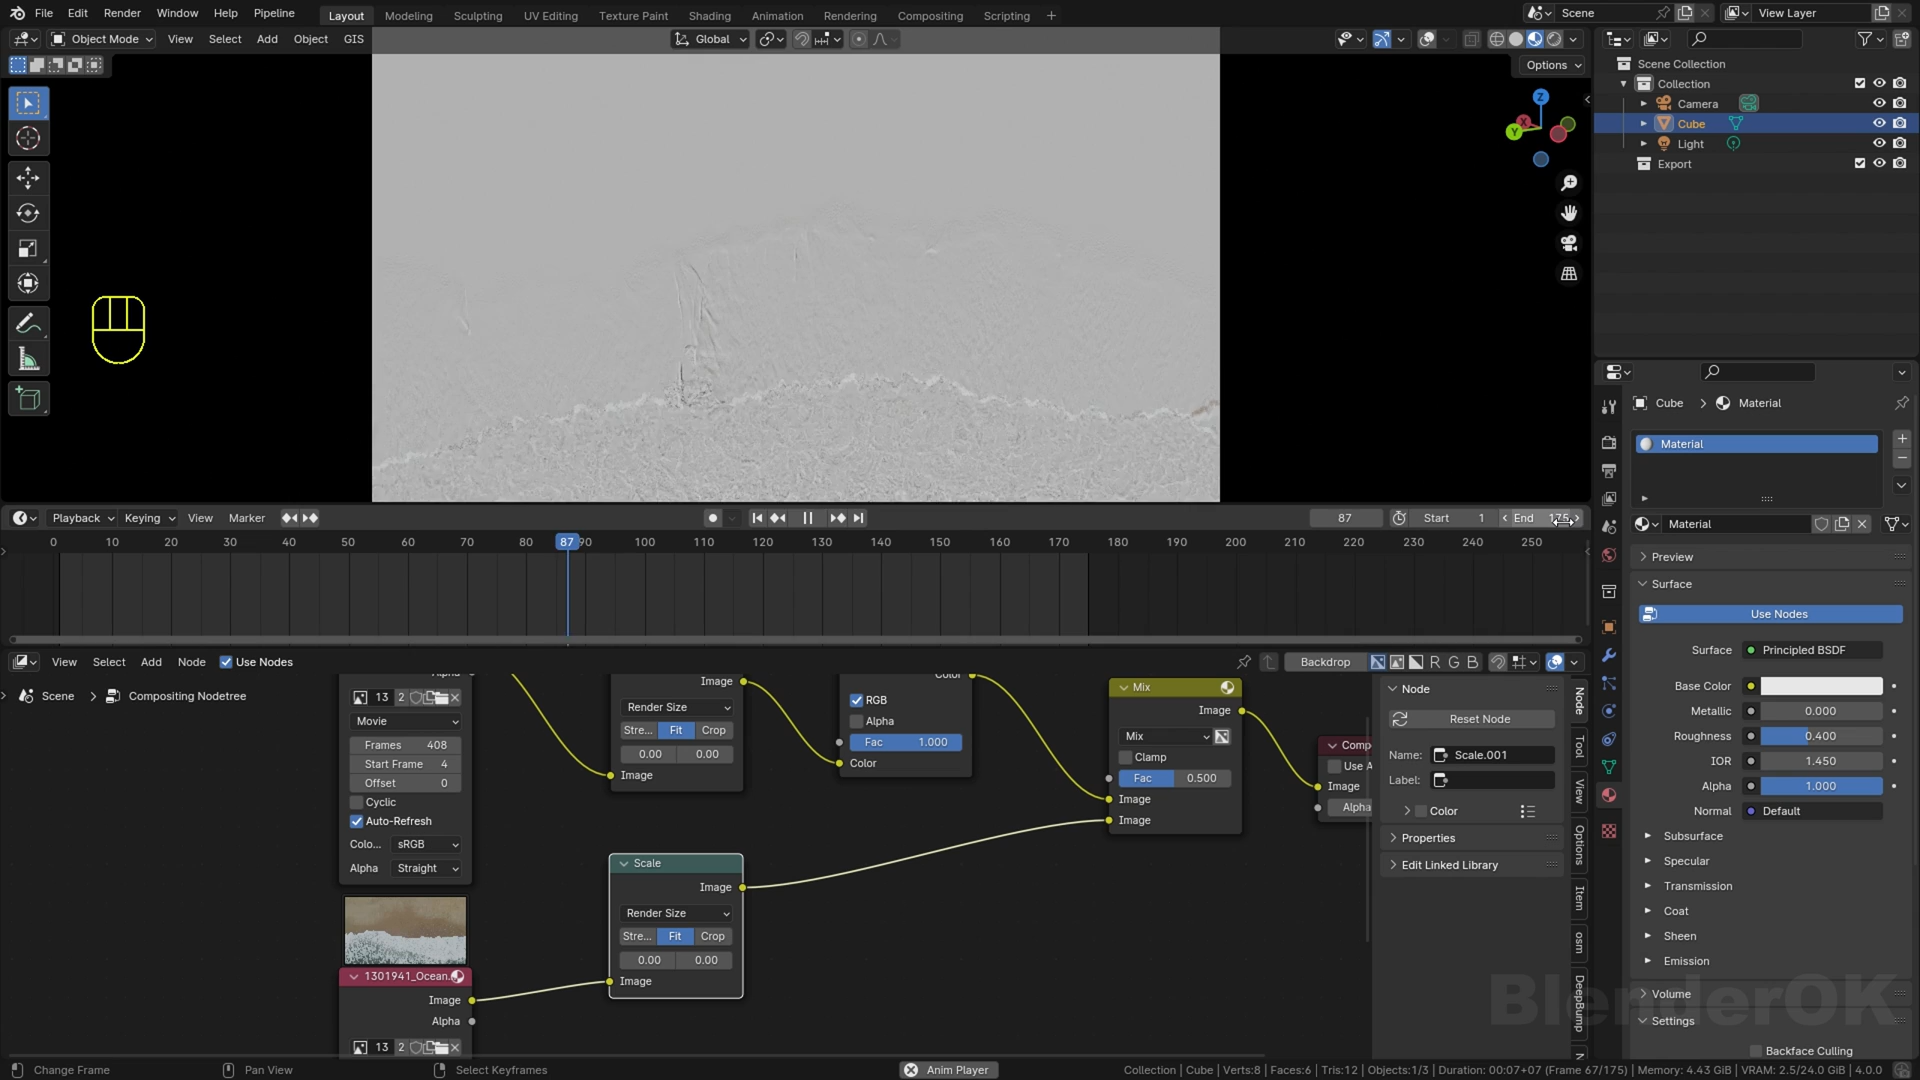 File Edit Render Window Help Pipeline Layout Modeling Sculpting UV Editing Texture Paint Shading Animation Rendering Compositing Scripting + Scene View Layer
Object Mode View Select Add Object GIS Global
Options
Scene Collection
Collection
Camera
Cube
Light
Export
Z
X
Y
Cube Material
Material
Material
Preview
Surface
Use Nodes
Surface: Principled BSDF
Base Color
Metallic 0.000
Roughness 0.400
IOR 1.450
Alpha 1.000
Normal Default
Subsurface
Specular
Transmission
Coat
Sheen
Emission
Volume
Settings
Backface Culling
Playback Keying View Marker 87 Start 1 End 175
0 10 20 30 40 50 60 70 87 90 100 110 120 130 140 150 160 170 180 190 200 210 220 230 240 250
View Select Add Node Use Nodes Backdrop R G B
Scene Compositing Nodetree
13 2
Movie
Frames 408
Start Frame 4
Offset 0
Cyclic
Auto-Refresh
Colo... sRGB
Alpha Straight
1301941_Ocean.
Image
Alpha
13 2
Image
Render Size
Stre... Fit Crop
0.00 0.00
Image
Scale
Image
Render Size
Stre... Fit Crop
0.00 0.00
Image
RGB
Alpha
Fac 1.000
Color
Mix
Image
Mix
Clamp
Fac 0.500
Image
Image
Comp
Use A
Image
Alpha
Node
Reset Node
Name: Scale.001
Label:
Color
Properties
Edit Linked Library
Node
Tool
View
Options
Item
osm
DeepBump
BlenderOK
Change Frame Pan View Select Keyframes Anim Player Collection | Cube | Verts:8 | Faces:6 | Tris:12 | Objects:1/3 | Duration: 00:07+07 (Frame 67/175) | Memory: 4.43 GiB | VRAM: 2.5/24.0 GiB | 4.0.0